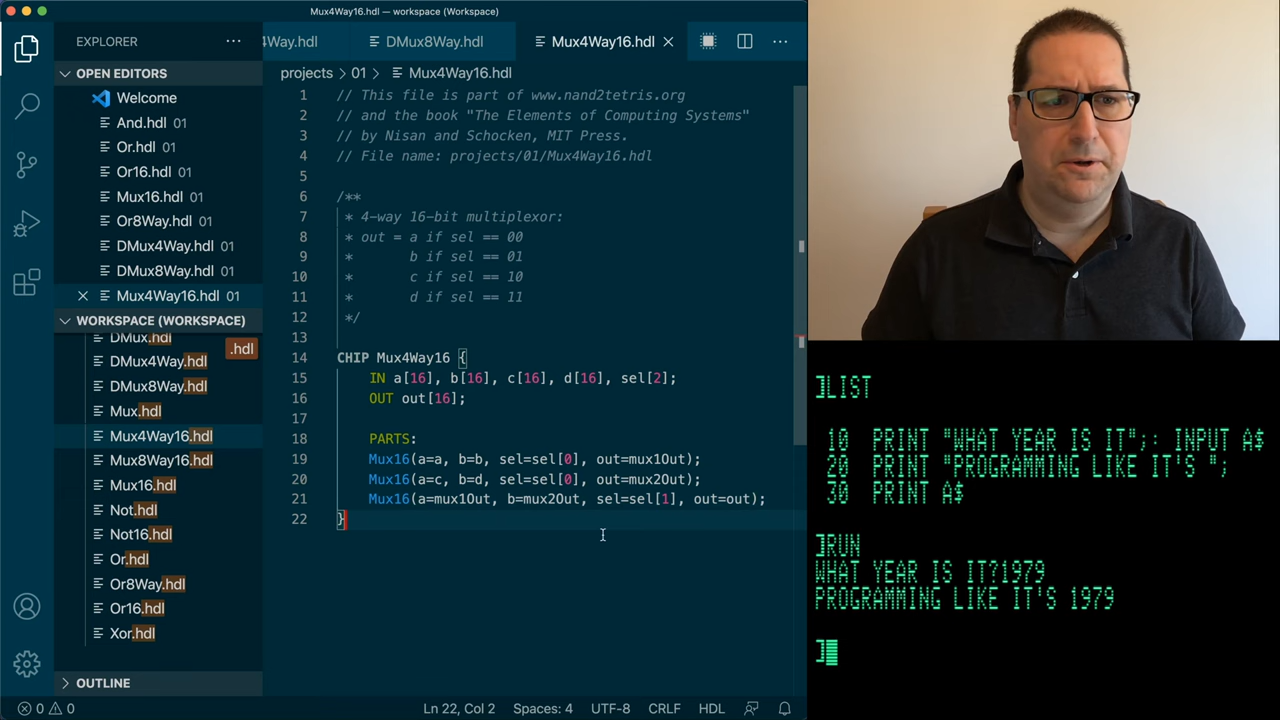 Mux4Way16.hdl — workspace (Workspace)
EXPLORER
OPEN EDITORS
Welcome
And.hdl 01
Or.hdl 01
Or16.hdl 01
Mux16.hdl 01
Or8Way.hdl 01
DMux4Way.hdl 01
DMux8Way.hdl 01
Mux4Way16.hdl 01
WORKSPACE (WORKSPACE)
.hdl
DMux.hdl
DMux4Way.hdl
DMux8Way.hdl
Mux.hdl
Mux4Way16.hdl
Mux8Way16.hdl
Mux16.hdl
Not.hdl
Not16.hdl
Or.hdl
Or8Way.hdl
Or16.hdl
Xor.hdl
OUTLINE
4Way.hdl DMux8Way.hdl Mux4Way16.hdl
projects > 01 > Mux4Way16.hdl
1 // This file is part of www.nand2tetris.org
2 // and the book "The Elements of Computing Systems"
3 // by Nisan and Schocken, MIT Press.
4 // File name: projects/01/Mux4Way16.hdl
5
6 /**
7 * 4-way 16-bit multiplexor:
8 * out = a if sel == 00
9 * b if sel == 01
10 * c if sel == 10
11 * d if sel == 11
12 */
13
14 CHIP Mux4Way16 {
15 IN a[16], b[16], c[16], d[16], sel[2];
16 OUT out[16];
17
18 PARTS:
19 Mux16(a=a, b=b, sel=sel[0], out=mux1Out);
20 Mux16(a=c, b=d, sel=sel[0], out=mux2Out);
21 Mux16(a=mux1Out, b=mux2Out, sel=sel[1], out=out);
22 }
0 0 Ln 22, Col 2 Spaces: 4 UTF-8 CRLF HDL
]LIST
10 PRINT "WHAT YEAR IS IT";: INPUT A$
20 PRINT "PROGRAMMING LIKE IT'S ";
30 PRINT A$
]RUN
WHAT YEAR IS IT?1979
PROGRAMMING LIKE IT'S 1979
]